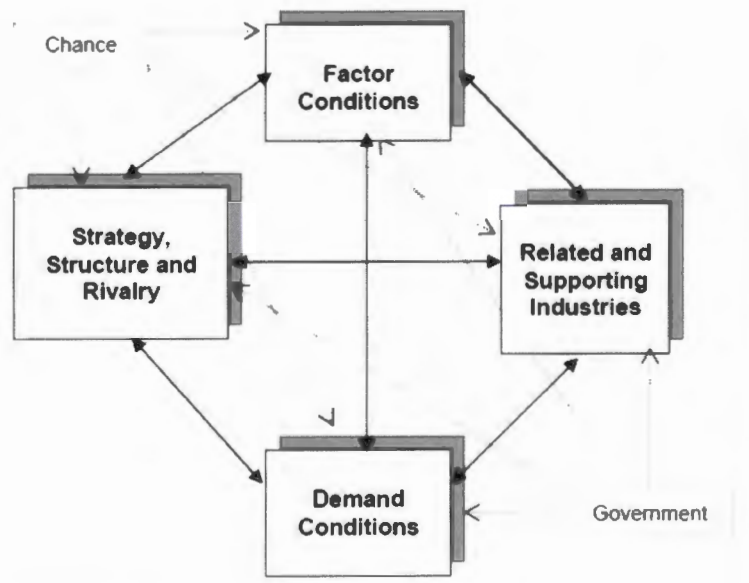 Chance
Factor
Conditions
Strategy,
Structure and
Rivalry
Related and
Supporting
Industries
Demand
Conditions
Government